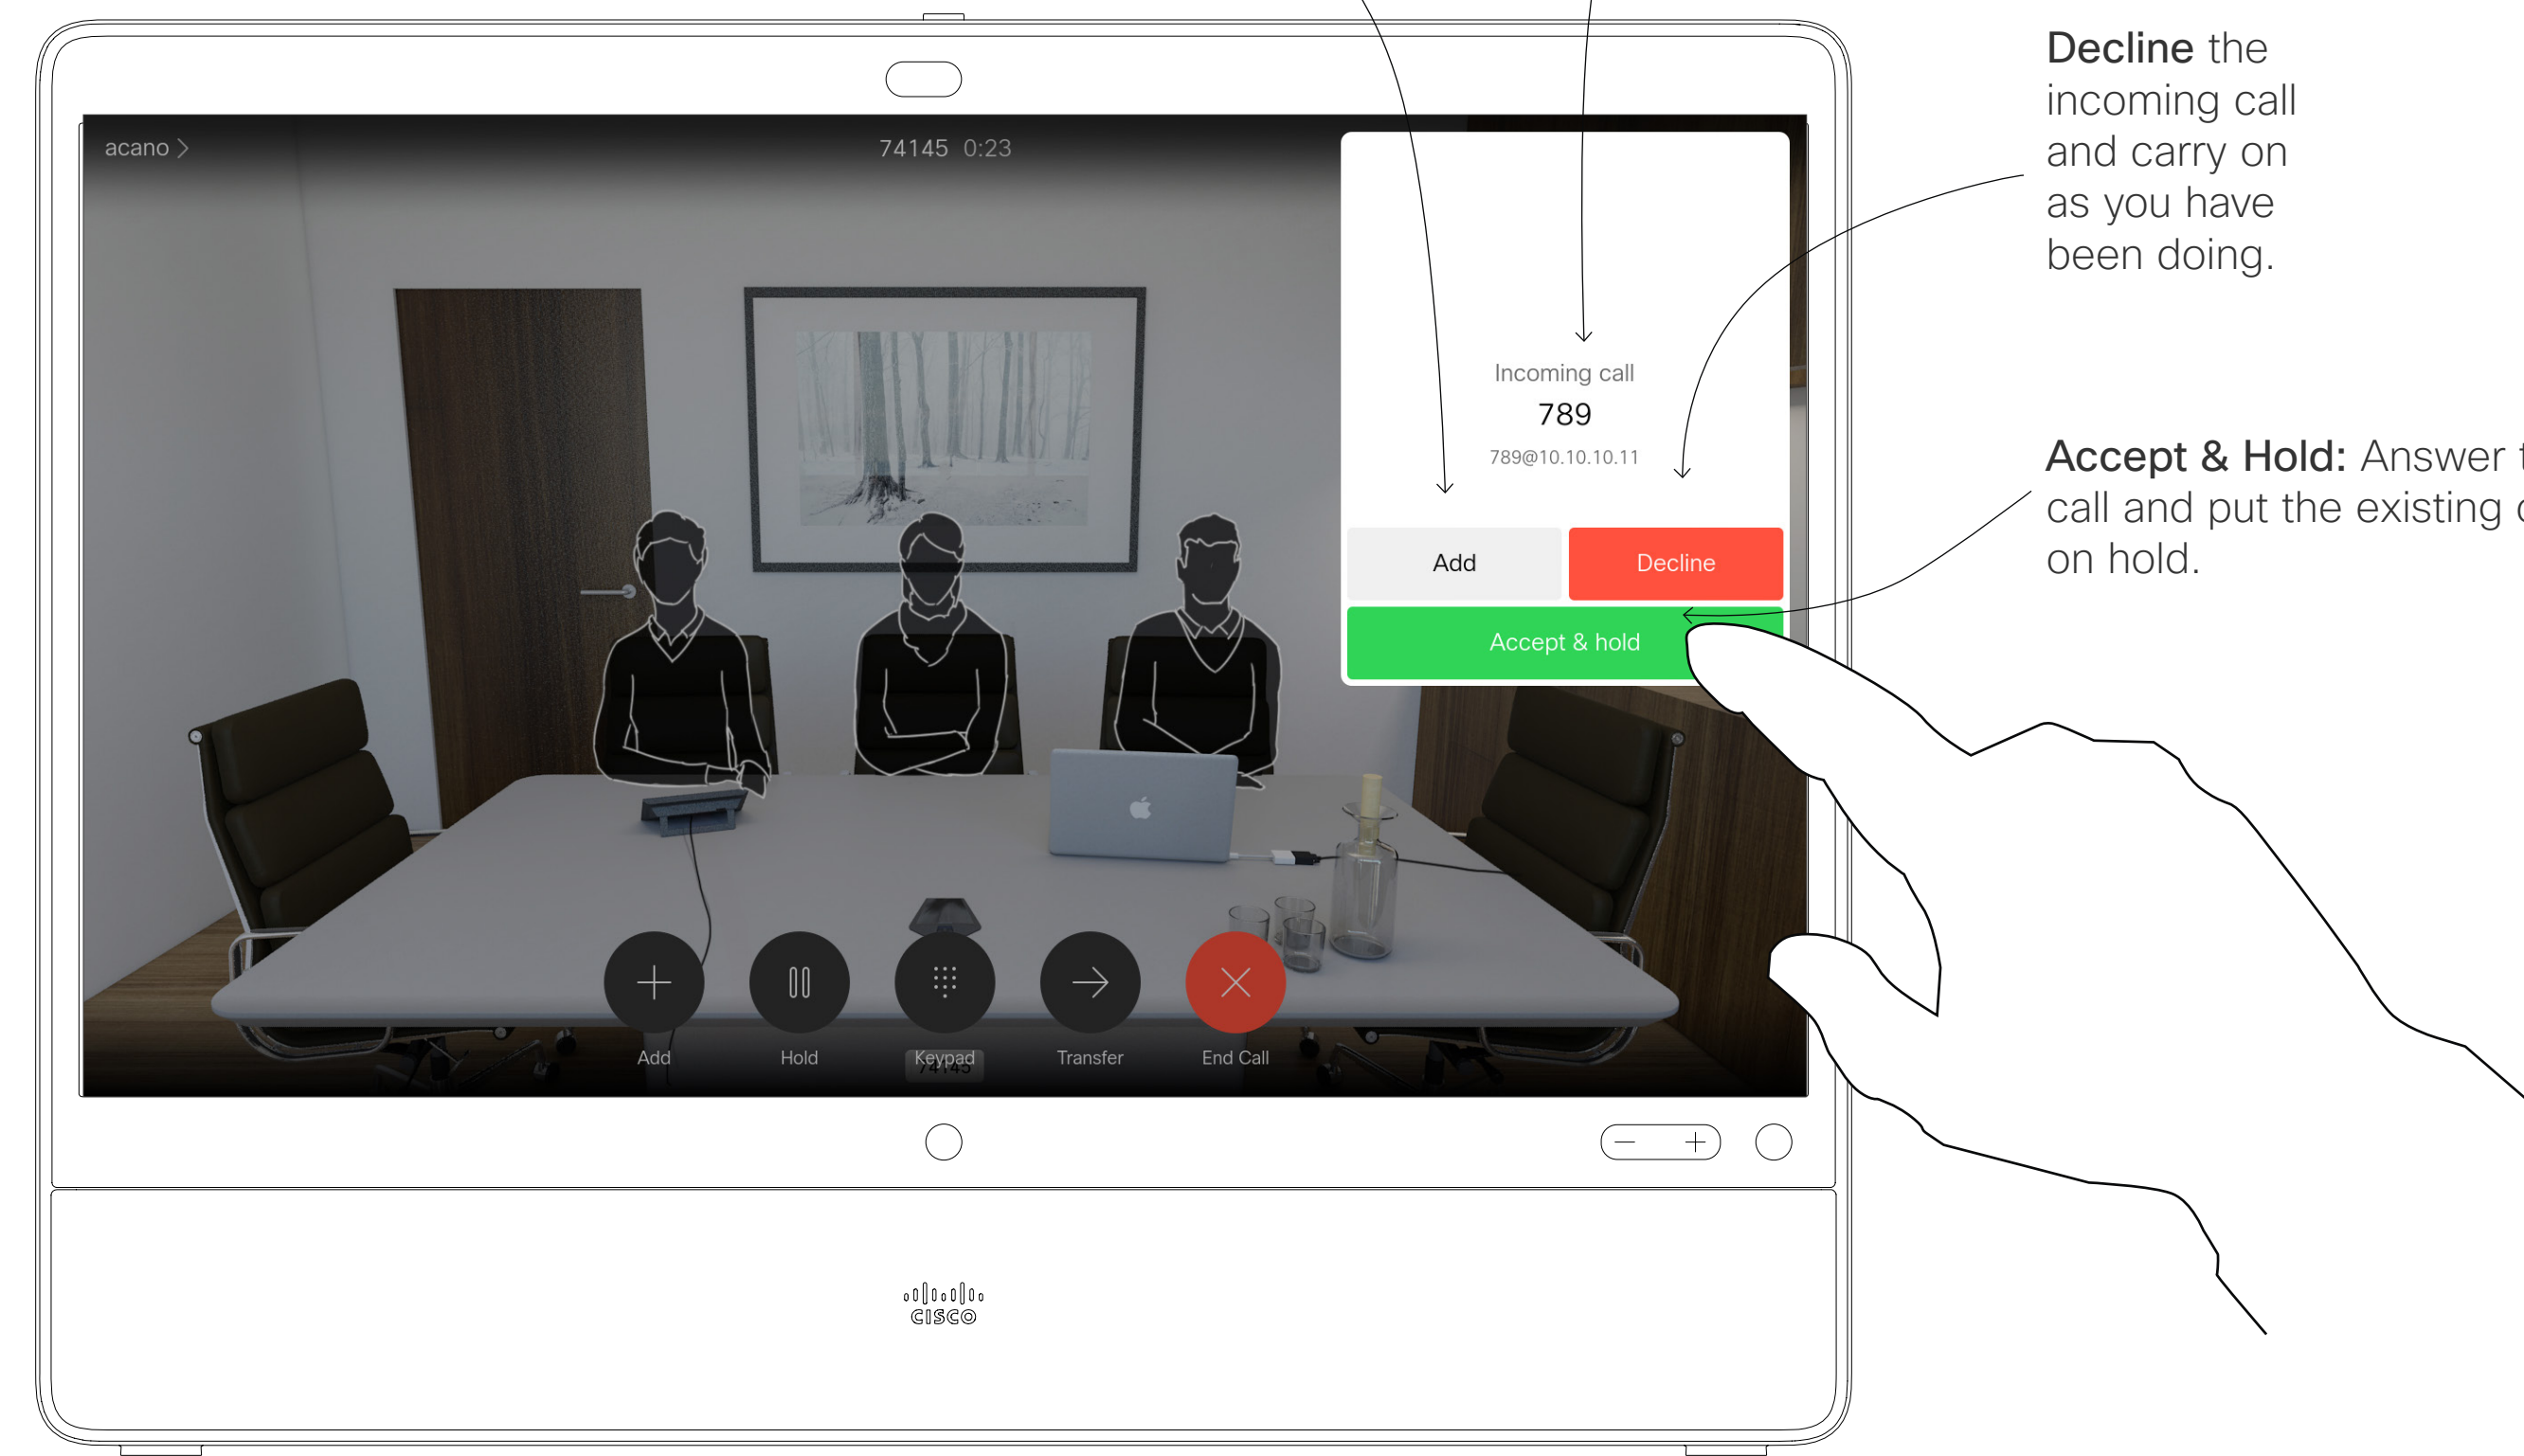 Decline the
incoming call
and carry on
as you have
been doing.
acano
74145 0:23
Incoming call
789
789@10.10.10.11
Accept & Hold: Answer
call and put the existing
on hold.
Add
Decline
Accept & hold
Add
Hold
Keypad
Transfer
End Call
74145
CISCO